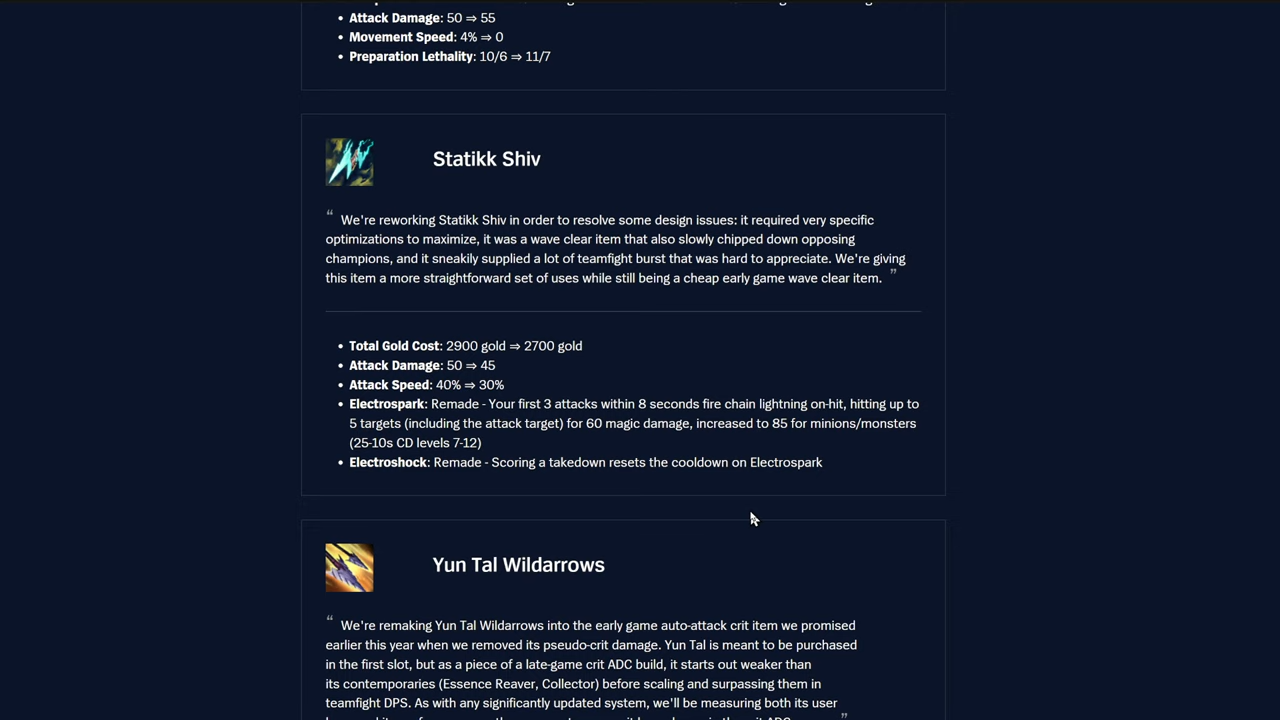 • Attack Damage: 50 ⇒ 55
• Movement Speed: 4% ⇒ 0
• Preparation Lethality: 10/6 ⇒ 11/7
Statikk Shiv
“ We're reworking Statikk Shiv in order to resolve some design issues: it required very specific
optimizations to maximize, it was a wave clear item that also slowly chipped down opposing
champions, and it sneakily supplied a lot of teamfight burst that was hard to appreciate. We're giving
this item a more straightforward set of uses while still being a cheap early game wave clear item. ”
• Total Gold Cost: 2900 gold ⇒ 2700 gold
• Attack Damage: 50 ⇒ 45
• Attack Speed: 40% ⇒ 30%
• Electrospark: Remade - Your first 3 attacks within 8 seconds fire chain lightning on-hit, hitting up to
5 targets (including the attack target) for 60 magic damage, increased to 85 for minions/monsters
(25-10s CD levels 7-12)
• Electroshock: Remade - Scoring a takedown resets the cooldown on Electrospark
Yun Tal Wildarrows
“ We're remaking Yun Tal Wildarrows into the early game auto-attack crit item we promised
earlier this year when we removed its pseudo-crit damage. Yun Tal is meant to be purchased
in the first slot, but as a piece of a late-game crit ADC build, it starts out weaker than
its contemporaries (Essence Reaver, Collector) before scaling and surpassing them in
teamfight DPS. As with any significantly updated system, we'll be measuring both its user